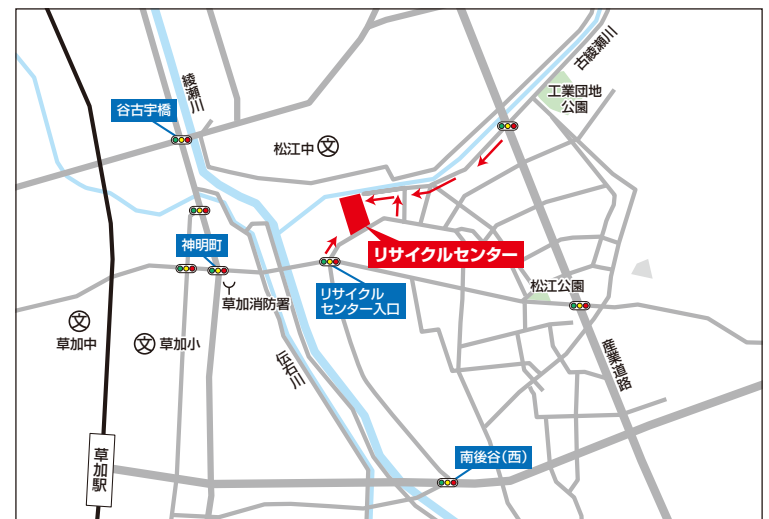 古綾瀬川
綾瀬川
工業団地
公園
谷古宇橋
松江中
文
リサイクルセンター
神明町
リサイクル
センター入口
松江公園
草加消防署
文
草加中
文
草加小
伝右川
産業道路
草加駅
南後谷(西)